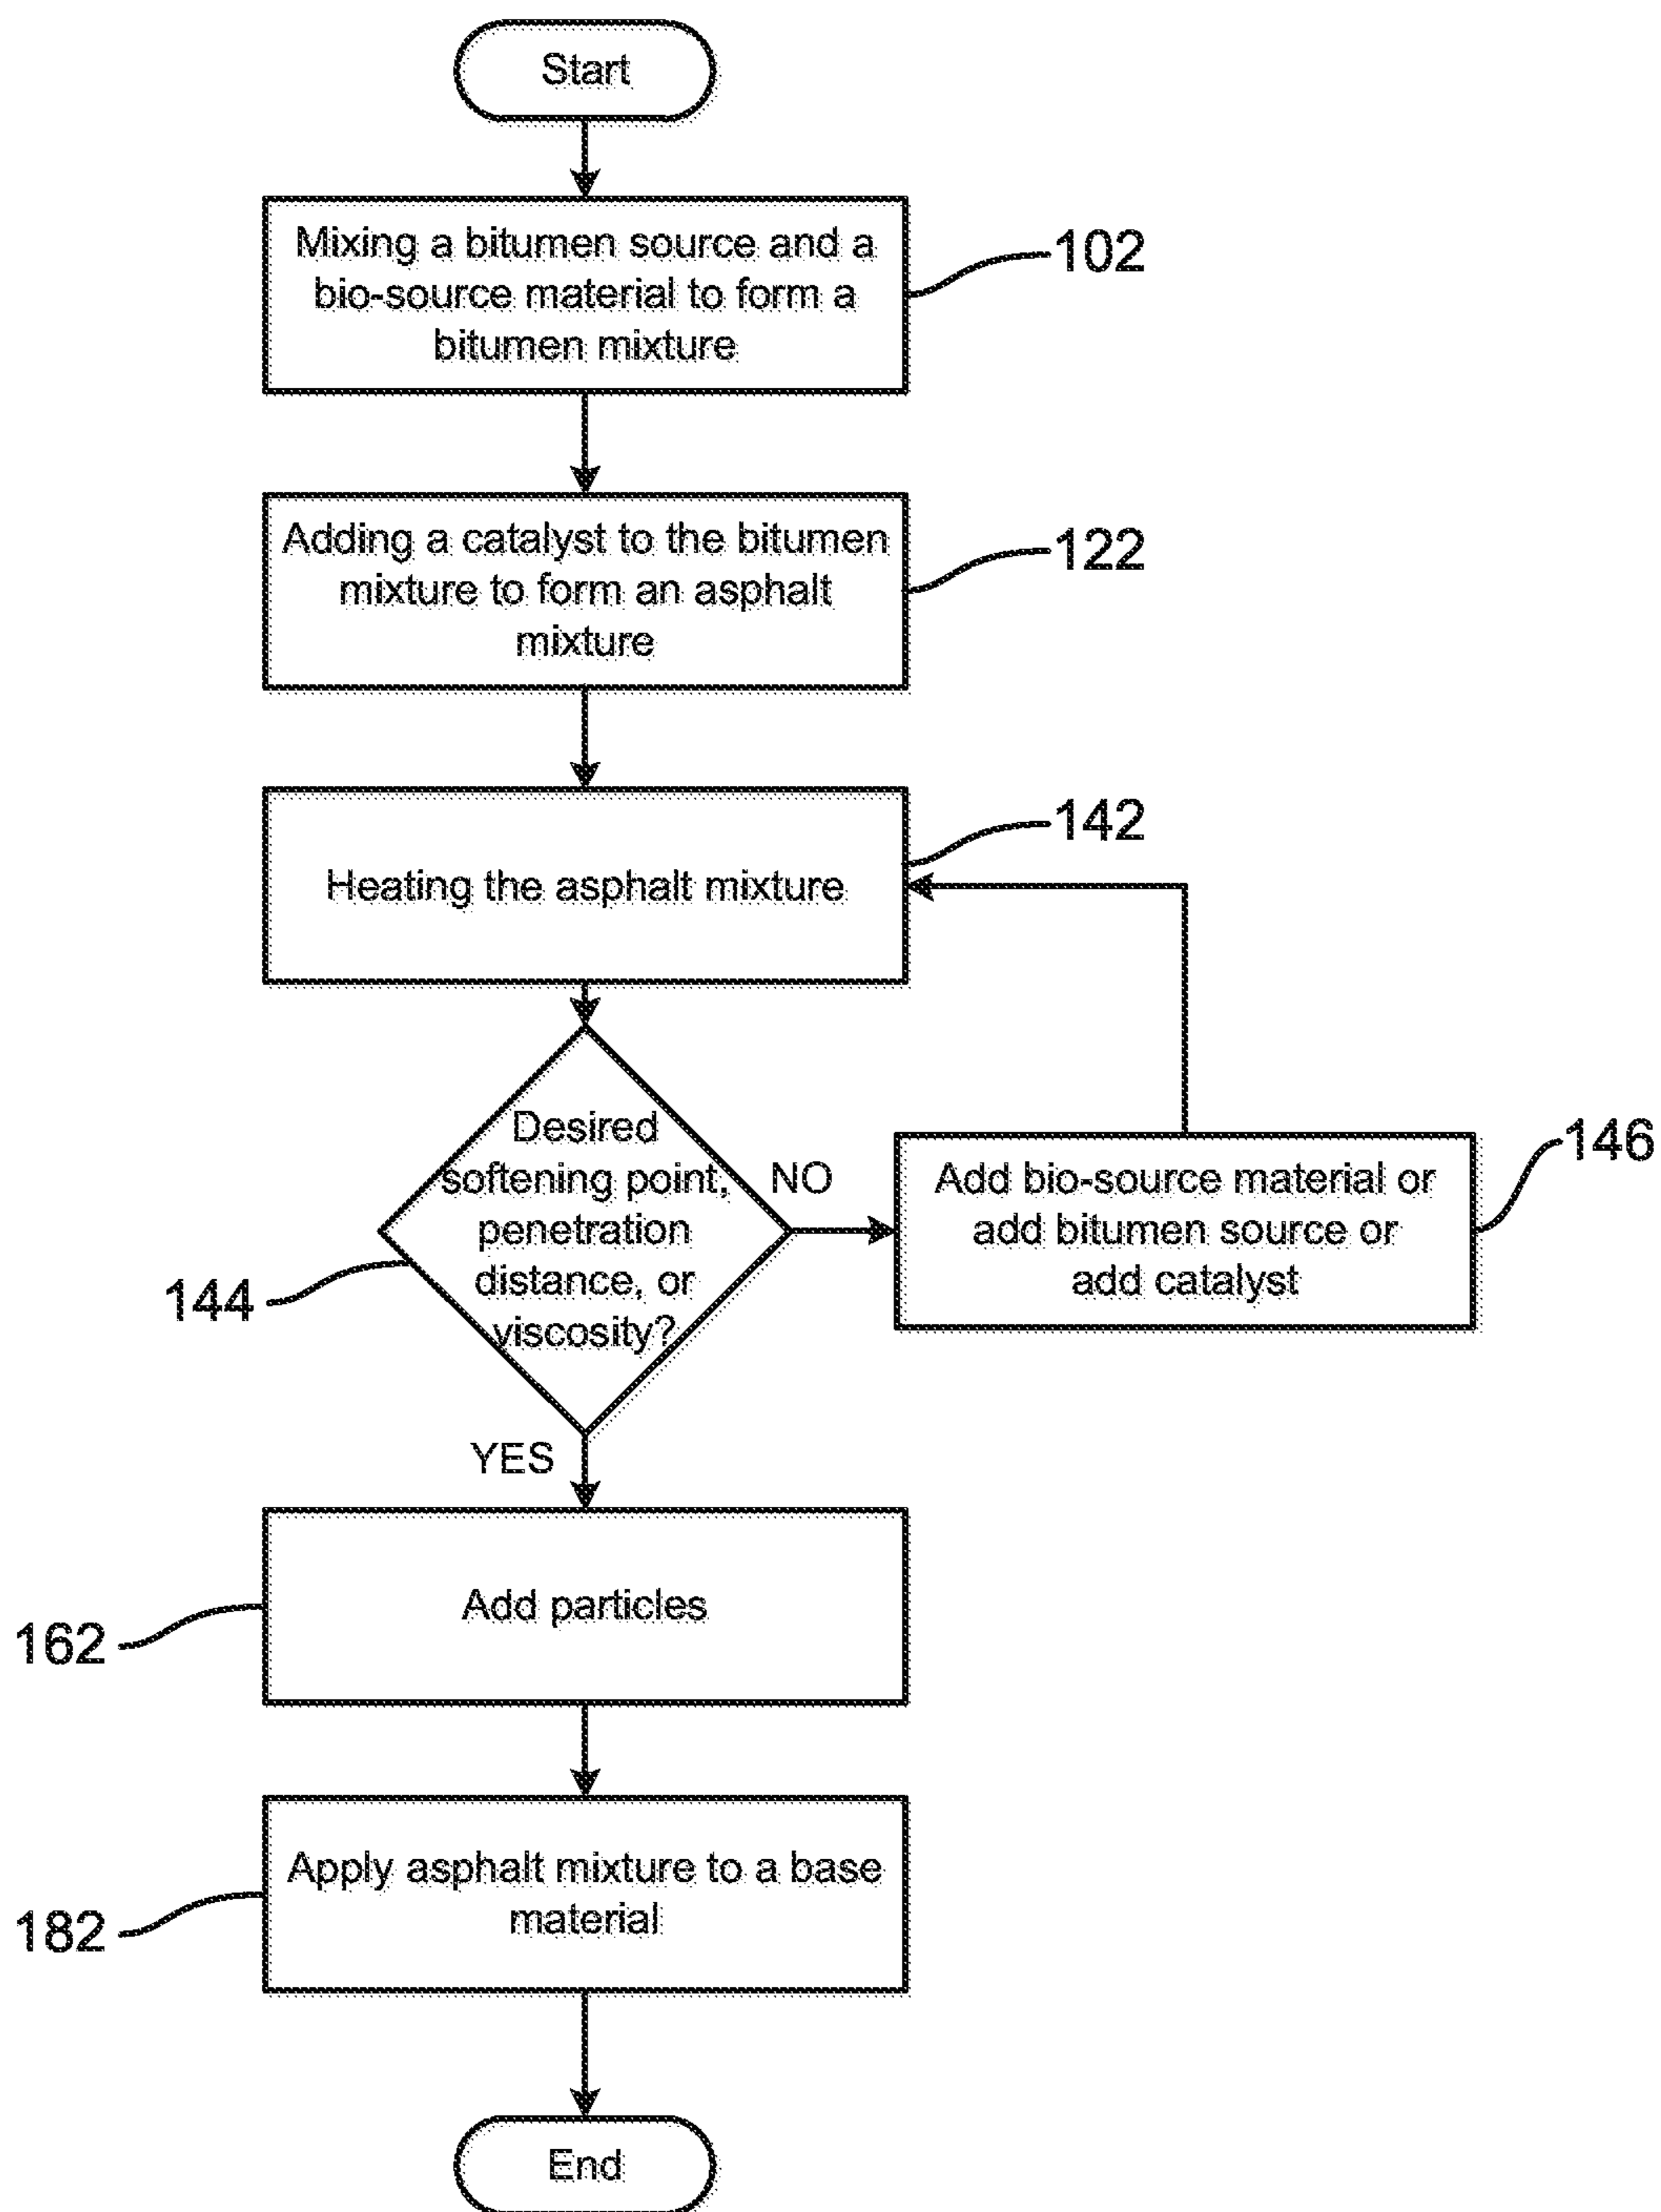 Start
Mixing a bitumen source and a
bio-source material to form a
bitumen mixture
102
Adding a catalyst to the bitumen
mixture to form an asphalt
mixture
122
Heating the asphalt mixture
142
Desired
softening point,
penetration
distance, or
viscosity?
144
NO
Add bio-source material or
add bitumen source or
add catalyst
146
YES
Add particles
162
Apply asphalt mixture to a base
material
182
End